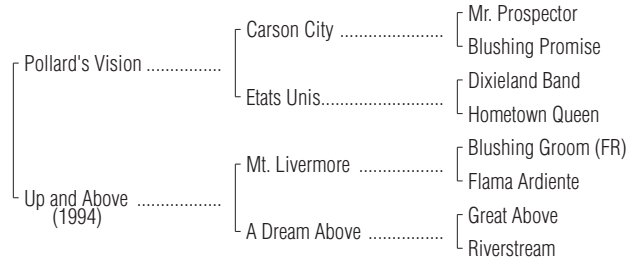 Mr. Prospector
Carson City ....................
Blushing Promise
Pollard's Vision ...............
Dixieland Band
Etats Unis.......................
Hometown Queen
Blushing Groom (FR)
Mt. Livermore ................
Flama Ardiente
Up and Above ................
(1994)
Great Above
A Dream Above ..............
Riverstream